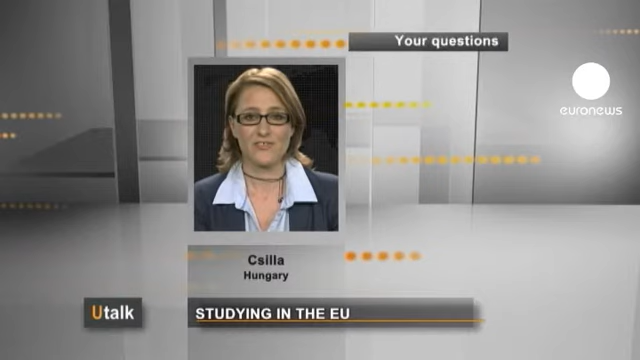 Your questions
euronews
Csilla
Hungary
Utalk
STUDYING IN THE EU